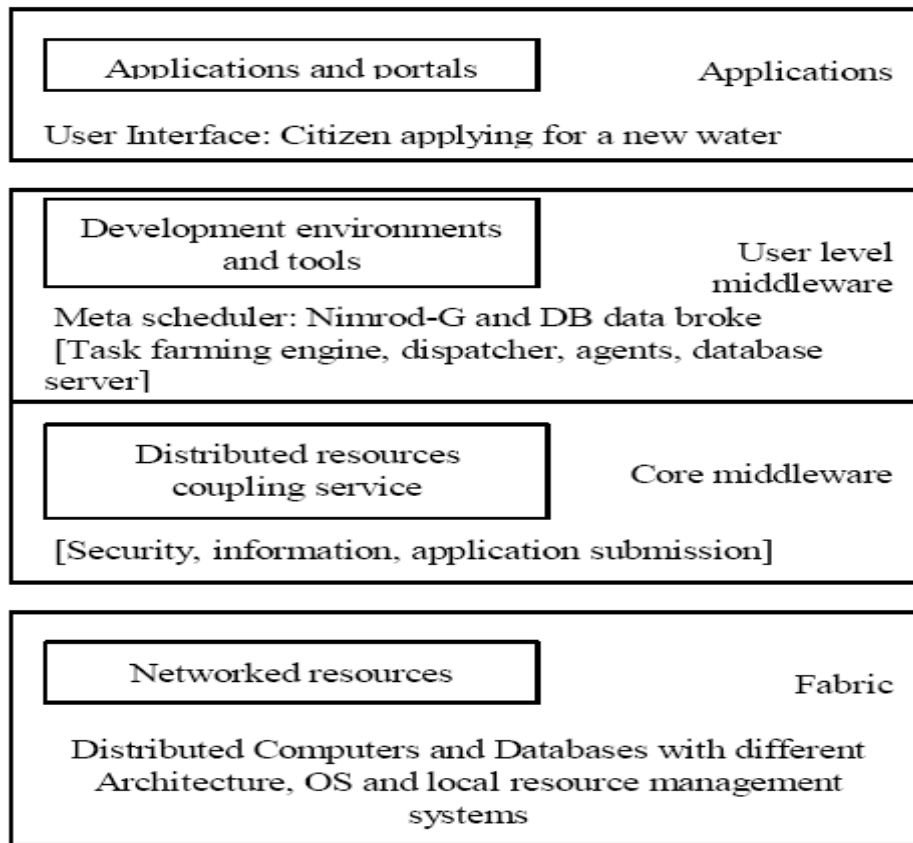 Applications and portals
Applications
User Interface: Citizen applying for a new water
Development environments
and tools
User level
middleware
Meta scheduler: Nimrod-G and DB data broke
[Task farming engine, dispatcher, agents, database
server]
Distributed resources
coupling service
Core middleware
[Security, information, application submission]
Networked resources
Fabric
Distributed Computers and Databases with different
Architecture, OS and local resource management
systems